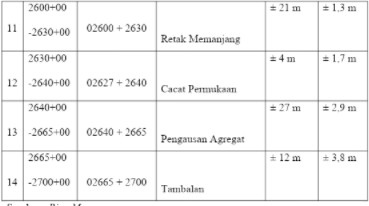 2600+00 ± 21 m ± 1,3 m
11 -2630+00 02600 + 2630
Retak Memanjang
2630+00 ± 4 m ± 1,7 m
12 -2640+00 02627 + 2640
Cacat Permukaan
2640+00 ± 27 m ± 2,9 m
13 -2665+00 02640 + 2665
Pengausan Agregat
2665+00 ± 12 m ± 3,8 m
14 -2700+00 02665 + 2700
Tambalan